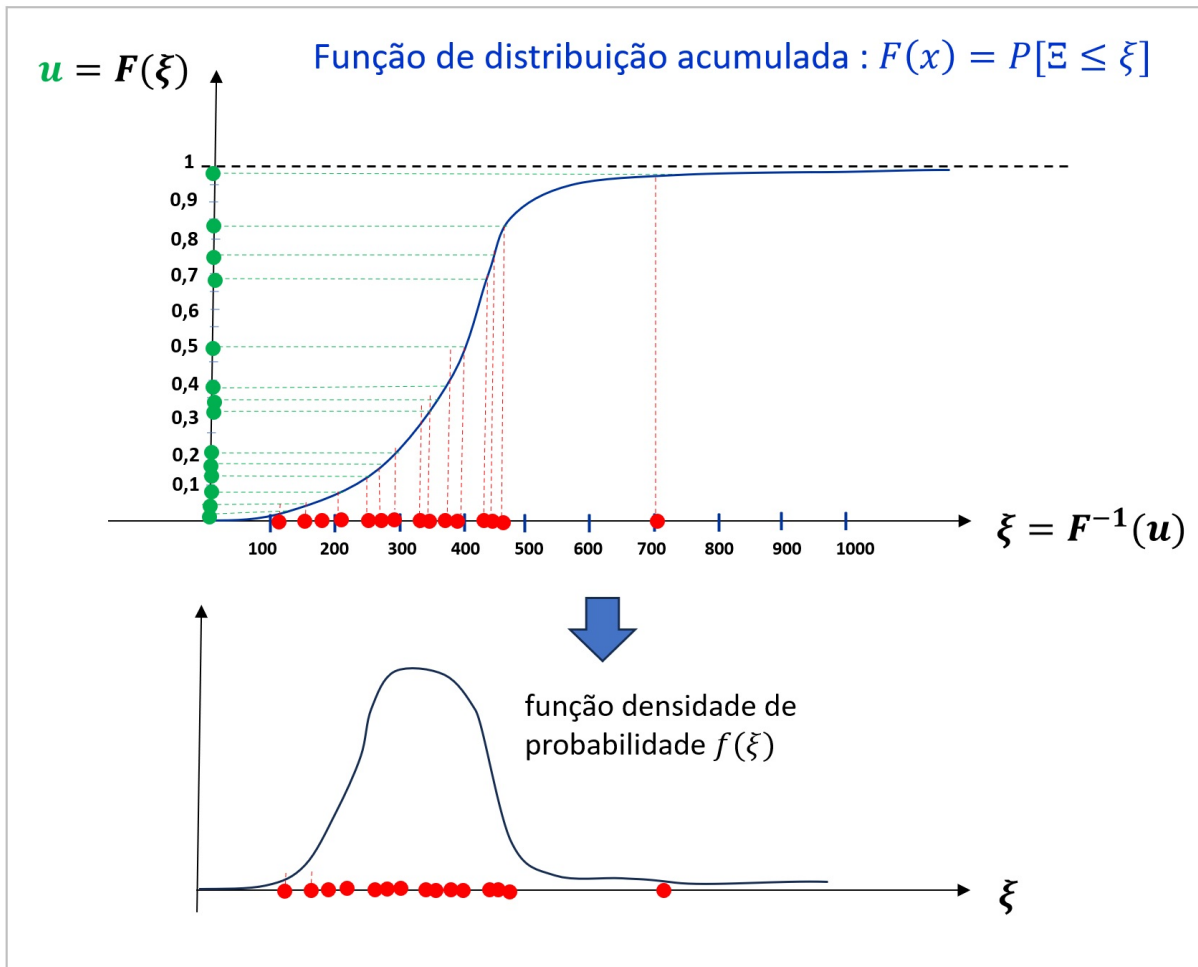 u = F(ξ)
Função de distribuição acumulada : F(x) = P[Ξ ≤ ξ]
1
0,9
0,8
0,7
0,6
0,5
0,4
0,3
0,2
0,1
100 200 300 400 500 600 700 800 900 1000
ξ = F⁻¹(u)
função densidade de
probabilidade f(ξ)
ξ